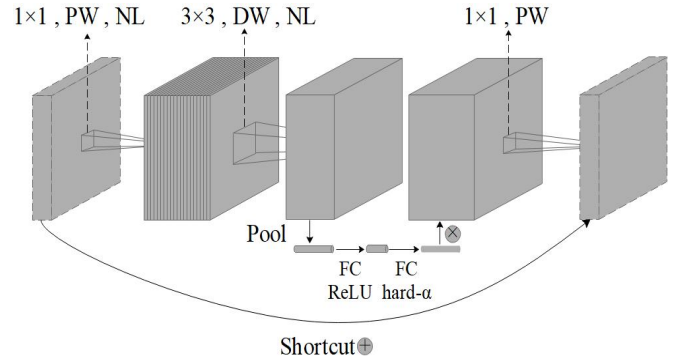 1×1 , PW , NL
3×3 , DW , NL
1×1 , PW
Pool
FC
FC
ReLU
hard-α
Shortcut